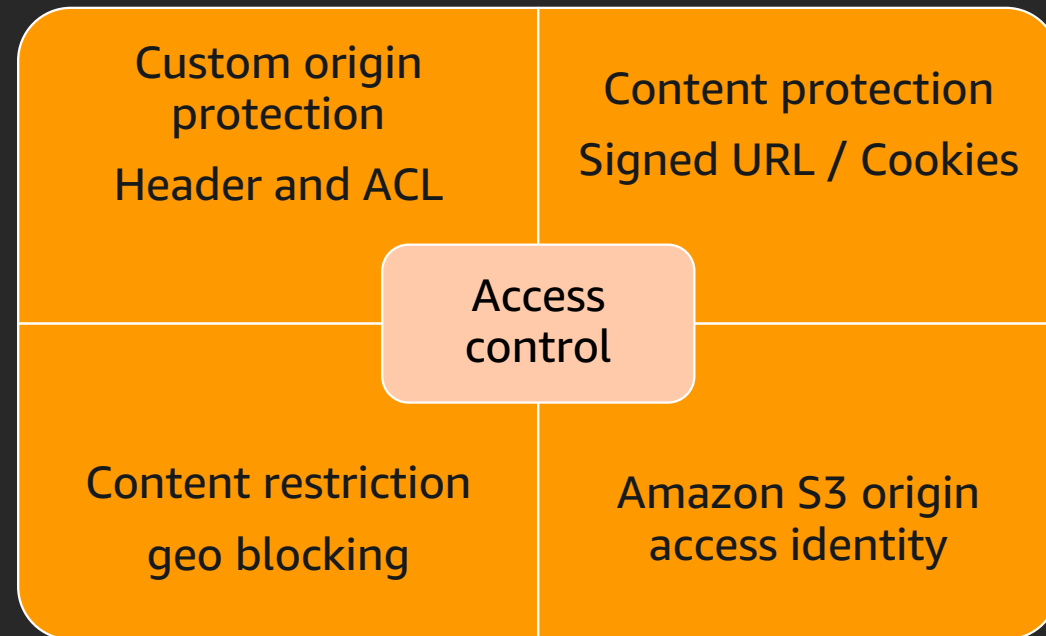 Custom origin
protection
Header and ACL
Content protection
Signed URL / Cookies
Access
control
Content restriction
geo blocking
Amazon S3 origin
access identity